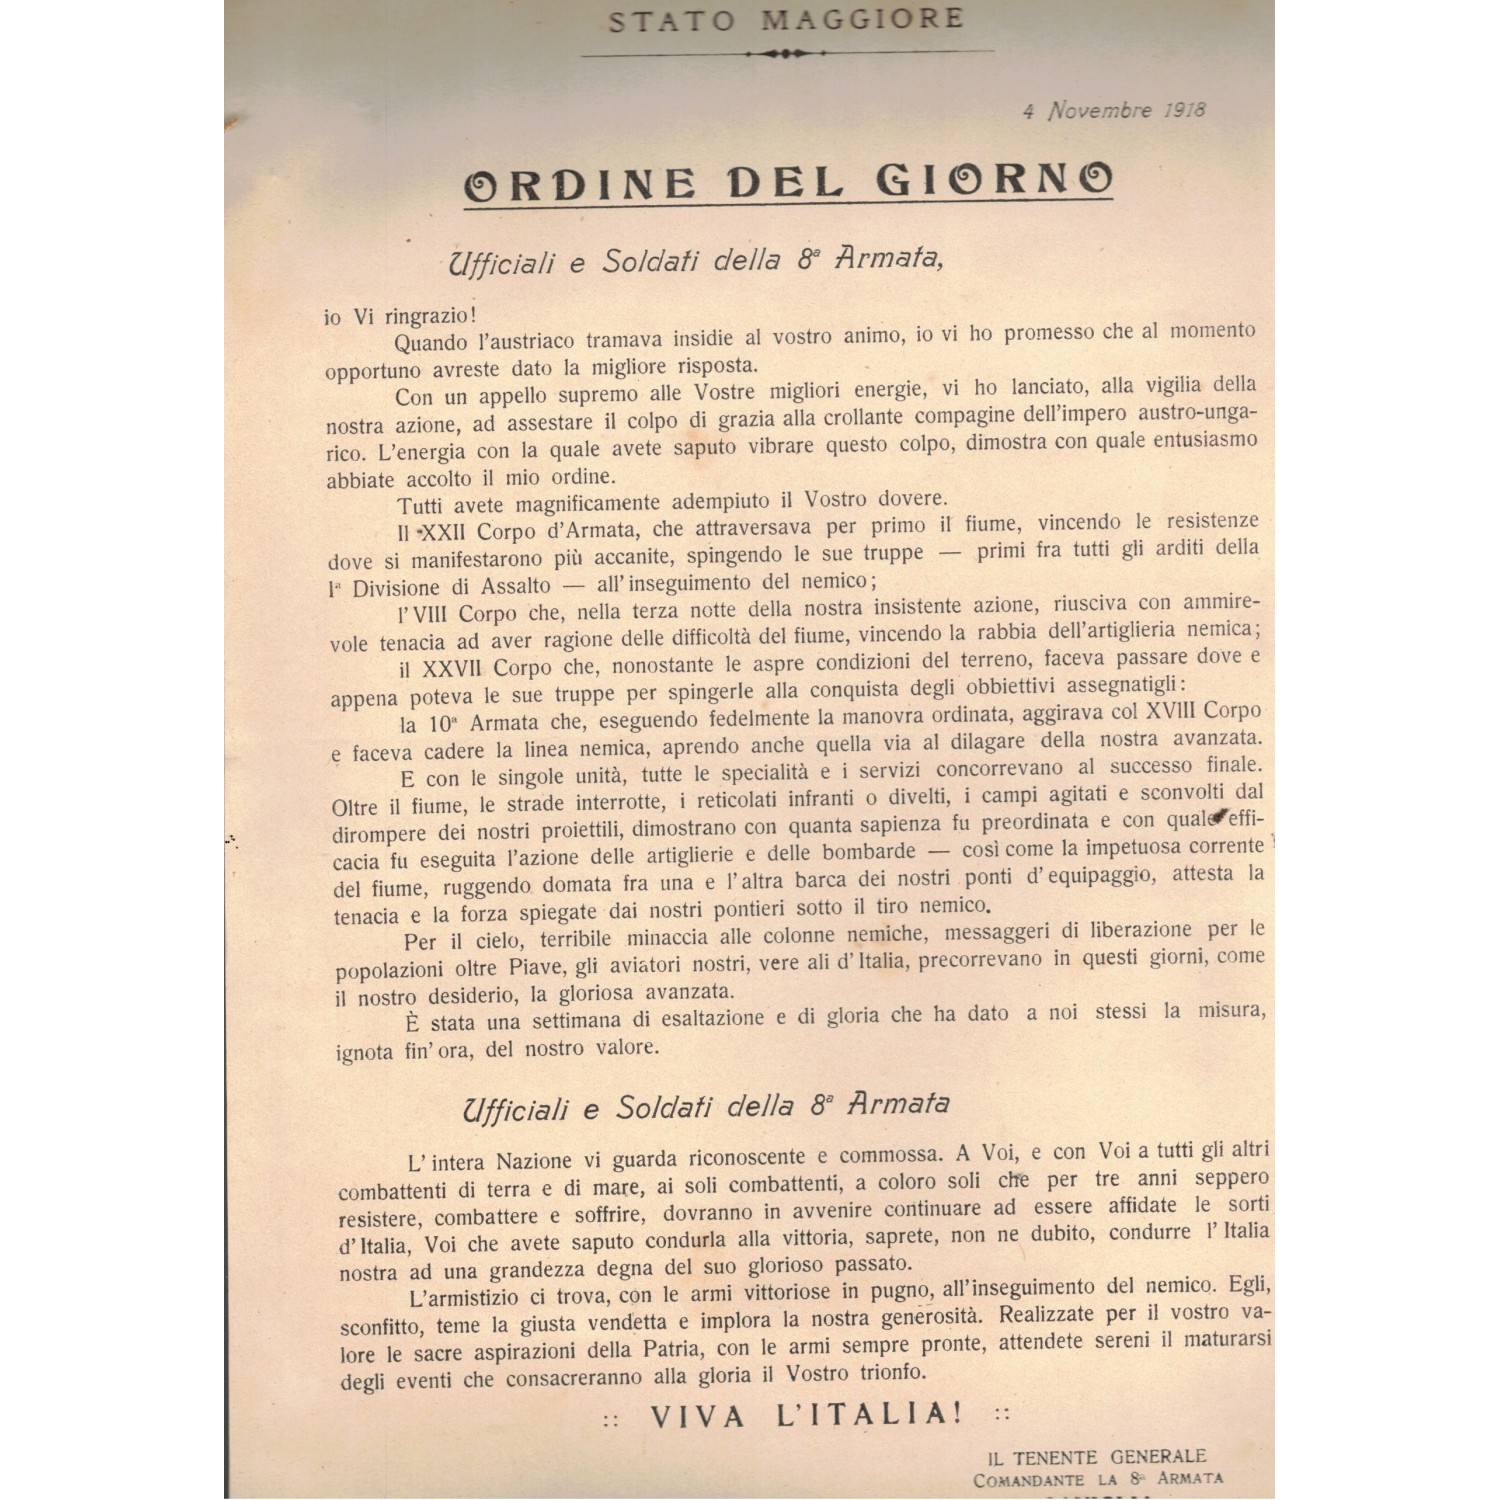 STATO MAGGIORE
4 Novembre 1918
ORDINE DEL GIORNO
Ufficiali e Soldati della 8ª Armata,
io Vi ringrazio!
Quando l'austriaco tramava insidie al vostro animo, io vi ho promesso che al momento
opportuno avreste dato la migliore risposta.
Con un appello supremo alle Vostre migliori energie, vi ho lanciato, alla vigilia della
nostra azione, ad assestare il colpo di grazia alla crollante compagine dell'impero austro-unga-
rico. L'energia con la quale avete saputo vibrare questo colpo, dimostra con quale entusiasmo
abbiate accolto il mio ordine.
Tutti avete magnificamente adempiuto il Vostro dovere.
Il XXII Corpo d'Armata, che attraversava per primo il fiume, vincendo le resistenze
dove si manifestarono più accanite, spingendo le sue truppe — primi fra tutti gli arditi della
1ª Divisione di Assalto — all'inseguimento del nemico;
l'VIII Corpo che, nella terza notte della nostra insistente azione, riusciva con ammire-
vole tenacia ad aver ragione delle difficoltà del fiume, vincendo la rabbia dell'artiglieria nemica;
il XXVII Corpo che, nonostante le aspre condizioni del terreno, faceva passare dove e
appena poteva le sue truppe per spingerle alla conquista degli obbiettivi assegnatigli:
la 10ª Armata che, eseguendo fedelmente la manovra ordinata, aggirava col XVIII Corpo
e faceva cadere la linea nemica, aprendo anche quella via al dilagare della nostra avanzata.
E con le singole unità, tutte le specialità e i servizi concorrevano al successo finale.
Oltre il fiume, le strade interrotte, i reticolati infranti o divelti, i campi agitati e sconvolti dal
dirompere dei nostri proiettili, dimostrano con quanta sapienza fu preordinata e con quale effi-
cacia fu eseguita l'azione delle artiglierie e delle bombarde — così come la impetuosa corrente
del fiume, ruggendo domata fra una e l'altra barca dei nostri ponti d'equipaggio, attesta la
tenacia e la forza spiegate dai nostri pontieri sotto il tiro nemico.
Per il cielo, terribile minaccia alle colonne nemiche, messaggeri di liberazione per le
popolazioni oltre Piave, gli aviatori nostri, vere ali d'Italia, precorrevano in questi giorni, come
il nostro desiderio, la gloriosa avanzata.
È stata una settimana di esaltazione e di gloria che ha dato a noi stessi la misura,
ignota fin'ora, del nostro valore.
Ufficiali e Soldati della 8ª Armata
L'intera Nazione vi guarda riconoscente e commossa. A Voi, e con Voi a tutti gli altri
combattenti di terra e di mare, ai soli combattenti, a coloro soli che per tre anni seppero
resistere, combattere e soffrire, dovranno in avvenire continuare ad essere affidate le sorti
d'Italia, Voi che avete saputo condurla alla vittoria, saprete, non ne dubito, condurre l'Italia
nostra ad una grandezza degna del suo glorioso passato.
L'armistizio ci trova, con le armi vittoriose in pugno, all'inseguimento del nemico. Egli,
sconfitto, teme la giusta vendetta e implora la nostra generosità. Realizzate per il vostro va-
lore le sacre aspirazioni della Patria, con le armi sempre pronte, attendete sereni il maturarsi
degli eventi che consacreranno alla gloria il Vostro trionfo.
:: VIVA L'ITALIA! ::
IL TENENTE GENERALE
COMANDANTE LA 8ª ARMATA